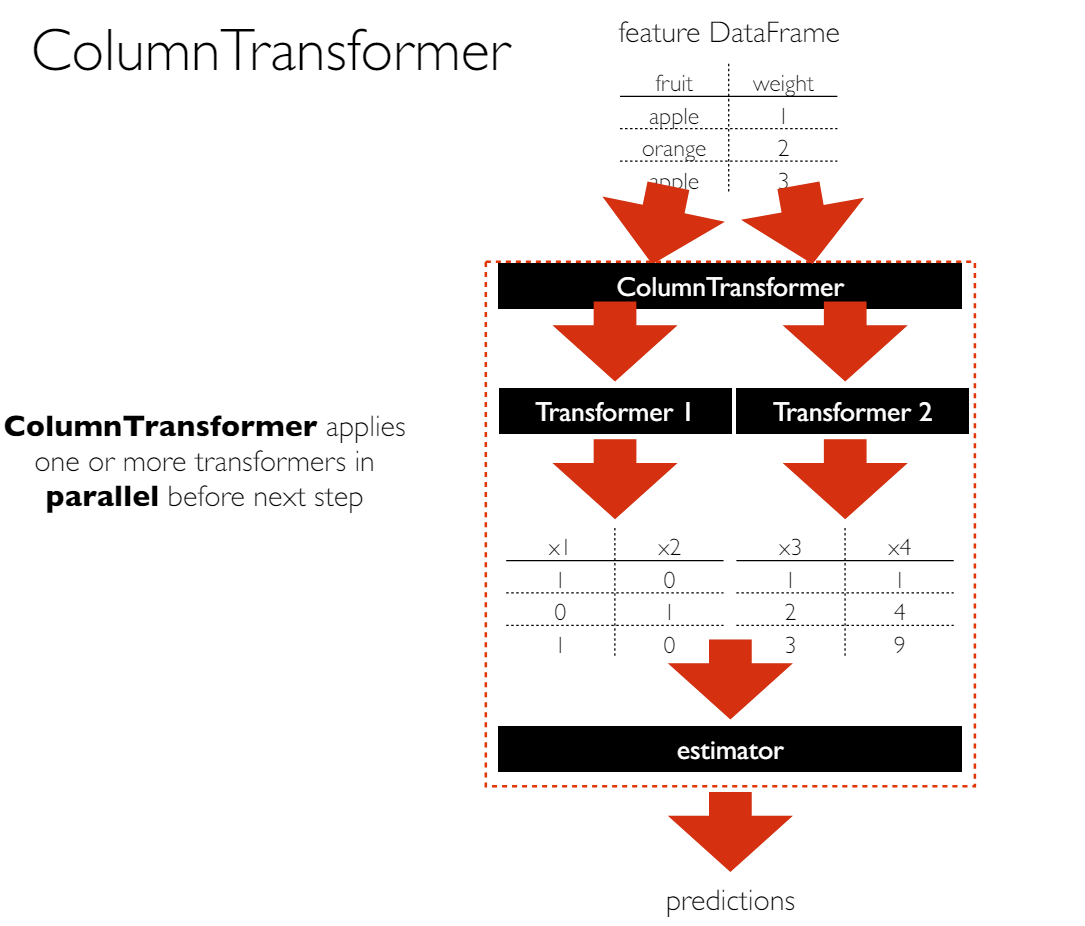 ColumnTransformer
feature DataFrame
fruit weight
apple 1
orange 2
apple 3
ColumnTransformer
Transformer 1 Transformer 2
ColumnTransformer applies
one or more transformers in
parallel before next step
x1 x2 x3 x4
1 0 1 1
0 1 2 4
1 0 3 9
estimator
predictions